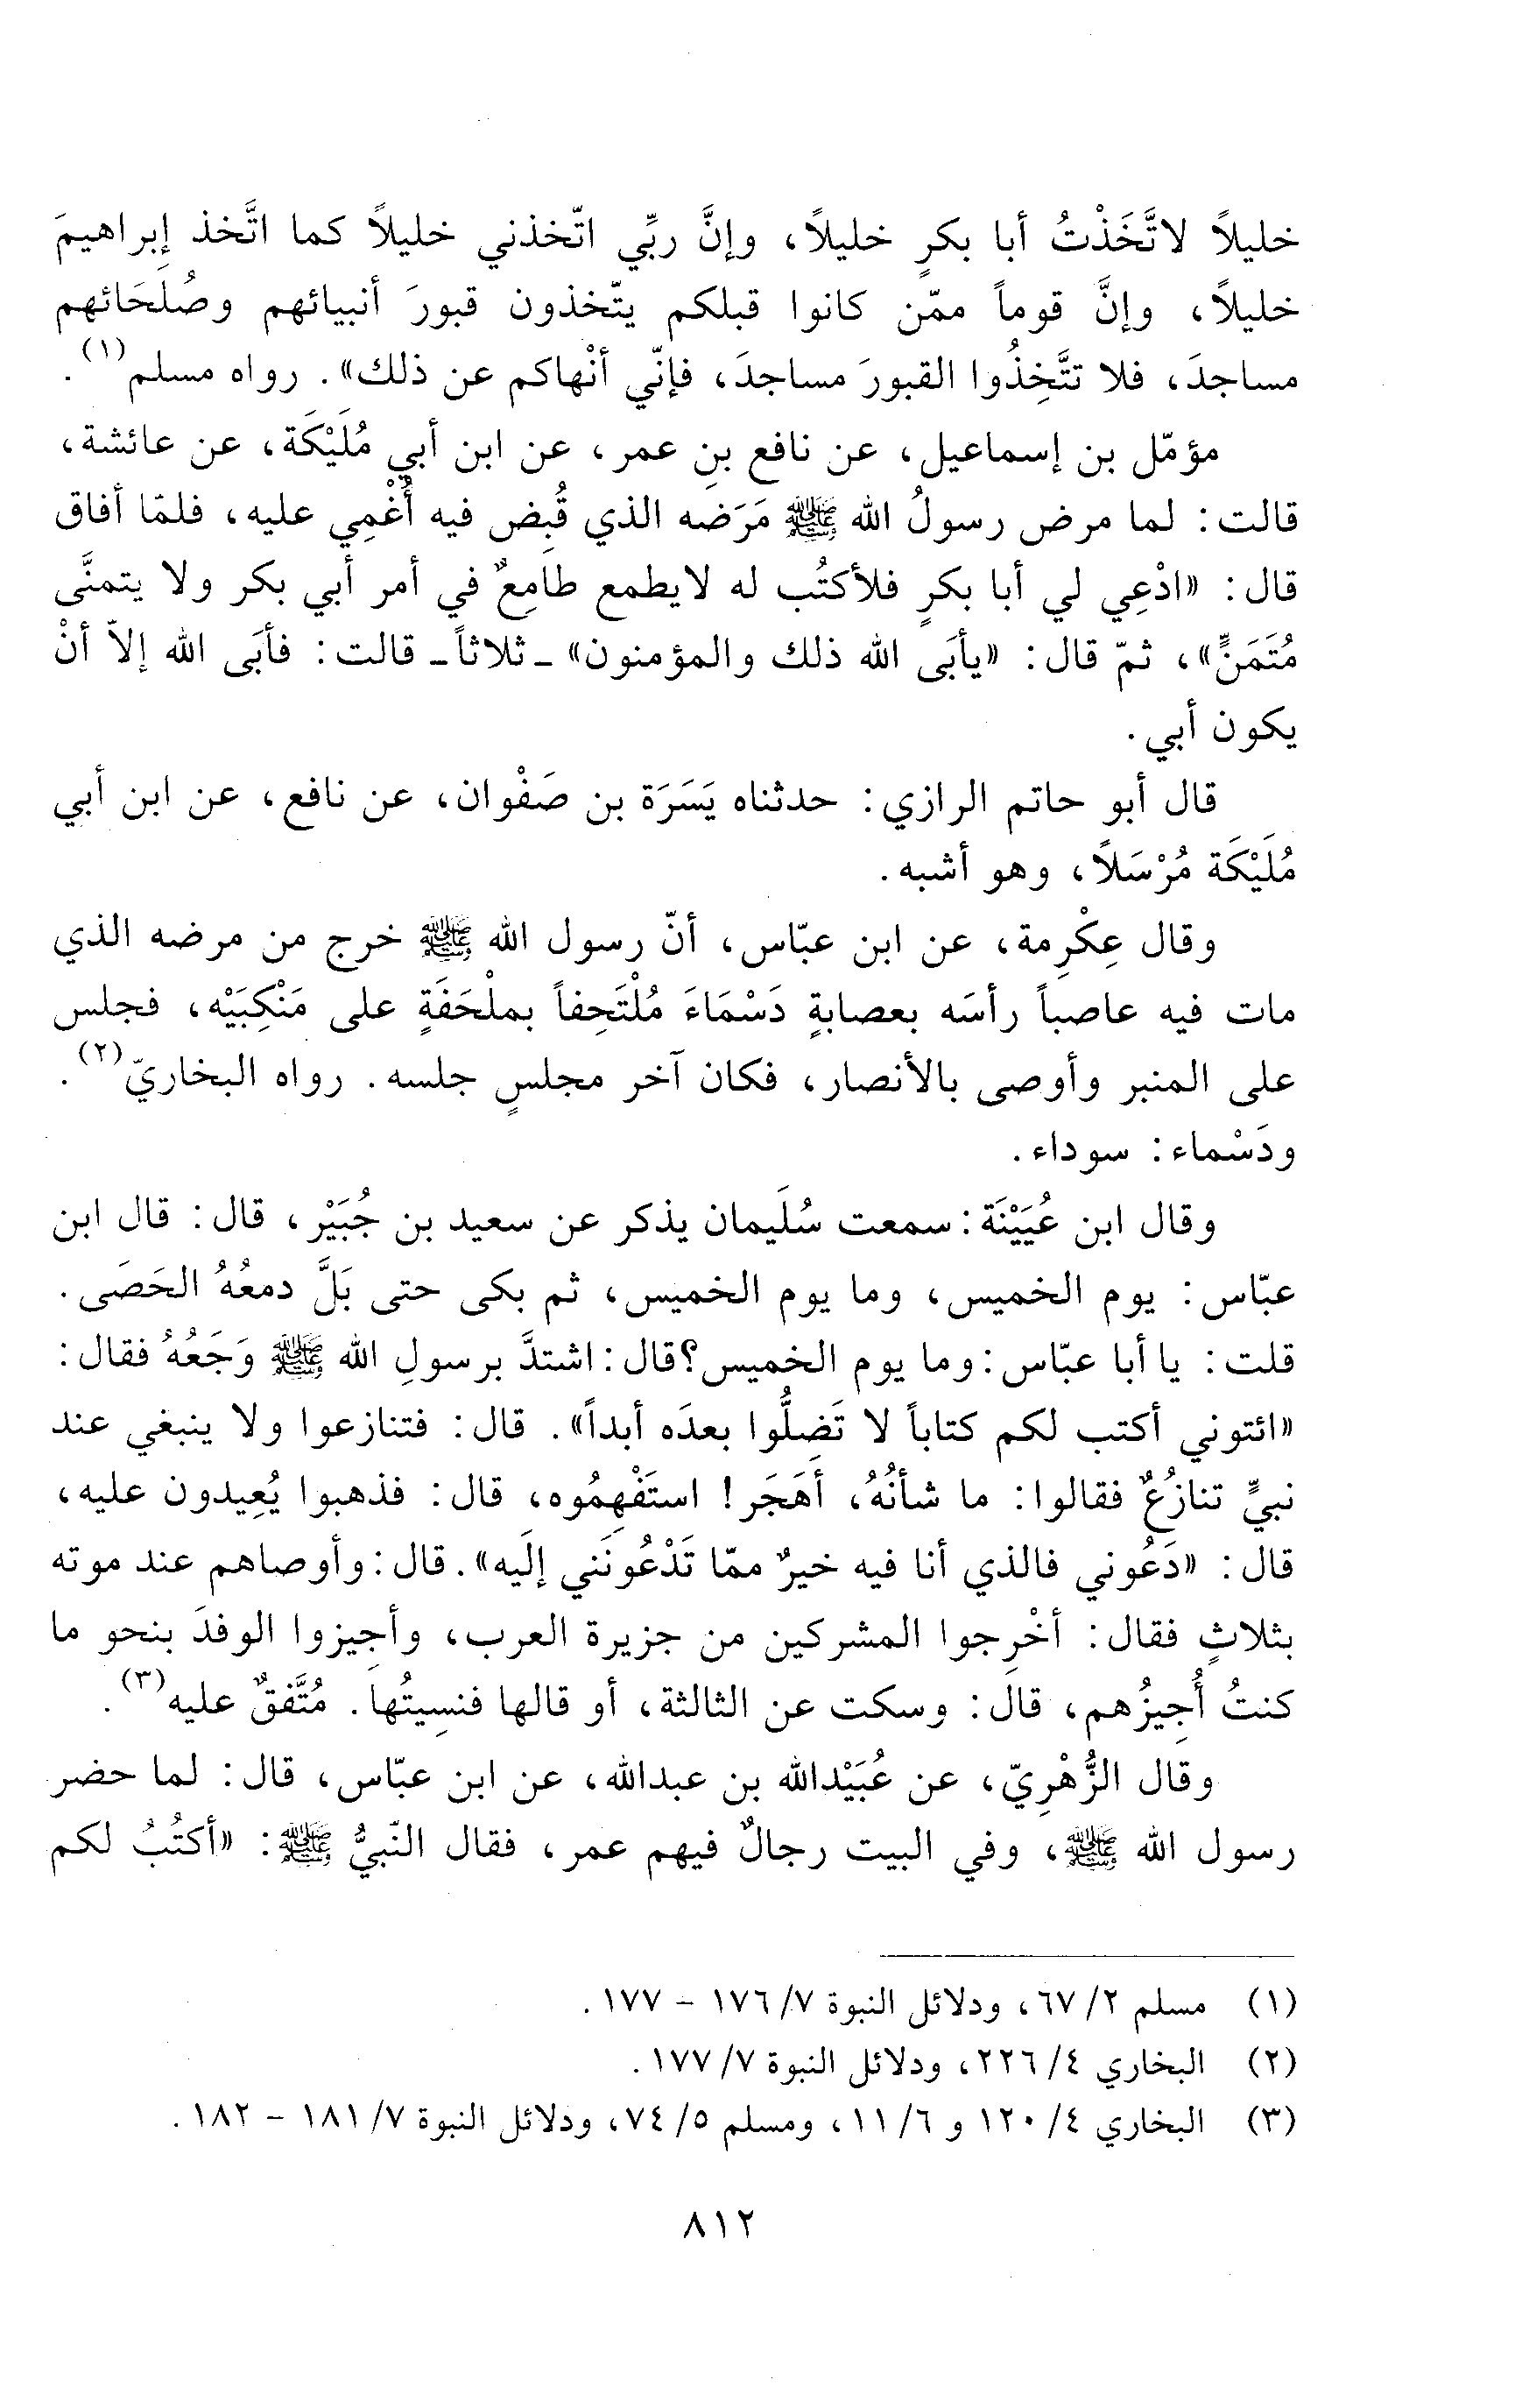 خليلاً لاتَّخَذْتُ أبا بكرٍ خليلاً، وإنَّ ربِّي اتّخذني خليلاً كما اتَّخذ إبراهيمَ
خليلاً، وإنَّ قوماً ممّن كانوا قبلكم يتّخذون قبورَ أنبيائهم وصُلَحَائهم
مساجدَ، فلا تتَّخِذُوا القبورَ مساجدَ، فإنّي أنْهاكم عن ذلك». رواه مسلم(١).
مؤمّل بن إسماعيل، عن نافع بنِ عمر، عن ابن أبي مُلَيْكَة، عن عائشة،
قالت: لما مرض رسولُ الله ﷺ مَرَضه الذي قُبِض فيه أُغْمِي عليه، فلمّا أفاق
قال: «ادْعِي لي أبا بكرٍ فلأكتُب له لايطمع طامِعٌ في أمر أبي بكر ولا يتمنَّى
مُتَمَنٍّ»، ثمّ قال: «يأبَى الله ذلك والمؤمنون» ـ ثلاثاً ـ قالت: فأبَى الله إلاّ أنْ
يكون أبي.
قال أبو حاتم الرازي: حدثناه يَسَرَة بن صَفْوان، عن نافع، عن ابن أبي
مُلَيْكَة مُرْسَلاً، وهو أشبه.
وقال عِكْرِمة، عن ابن عبّاس، أنّ رسول الله ﷺ خرج من مرضه الذي
مات فيه عاصباً رأسَه بعصابةٍ دَسْمَاءَ مُلْتَحِفاً بملْحَفَةٍ على مَنْكِبَيْه، فجلس
على المنبر وأوصى بالأنصار، فكان آخر مجلسٍ جلسه. رواه البخاريّ(٢).
ودَسْماء: سوداء.
وقال ابن عُيَيْنَة: سمعت سُلَيمان يذكر عن سعيد بن جُبَيْر، قال: قال ابن
عبّاس: يوم الخميس، وما يوم الخميس، ثم بكى حتى بَلَّ دمعُهُ الحَصَى.
قلت: يا أبا عبّاس: وما يوم الخميس؟ قال: اشتدَّ برسولِ الله ﷺ وَجَعُهُ فقال:
«ائتوني أكتب لكم كتاباً لا تَضِلُّوا بعدَه أبداً». قال: فتنازعوا ولا ينبغي عند
نبيٍّ تنازُعٌ فقالوا: ما شأنُهُ، أَهَجَر! استَفْهِمُوه، قال: فذهبوا يُعِيدون عليه،
قال: «دَعُوني فالذي أنا فيه خيرٌ ممّا تَدْعُونَني إلَيه». قال: وأوصاهم عند موته
بثلاثٍ فقال: أخْرِجوا المشركين من جزيرة العرب، وأجِيزوا الوفدَ بنحو ما
كنتُ أُجِيزُهم، قال: وسكت عن الثالثة، أو قالها فنسِيتُها. مُتَّفقٌ عليه(٣).
وقال الزُّهْرِيّ، عن عُبَيْدالله بن عبدالله، عن ابن عبّاس، قال: لما حضر
رسول الله ﷺ، وفي البيت رجالٌ فيهم عمر، فقال النّبيُّ ﷺ: «أكتُبُ لكم
(١) مسلم ٢/ ٦٧، ودلائل النبوة ٧/ ١٧٦ - ١٧٧.
(٢) البخاري ٤/ ٢٢٦، ودلائل النبوة ٧/ ١٧٧.
(٣) البخاري ٤/ ١٢٠ و ٦/ ١١، ومسلم ٥/ ٧٤، ودلائل النبوة ٧/ ١٨١ - ١٨٢.
٨١٢